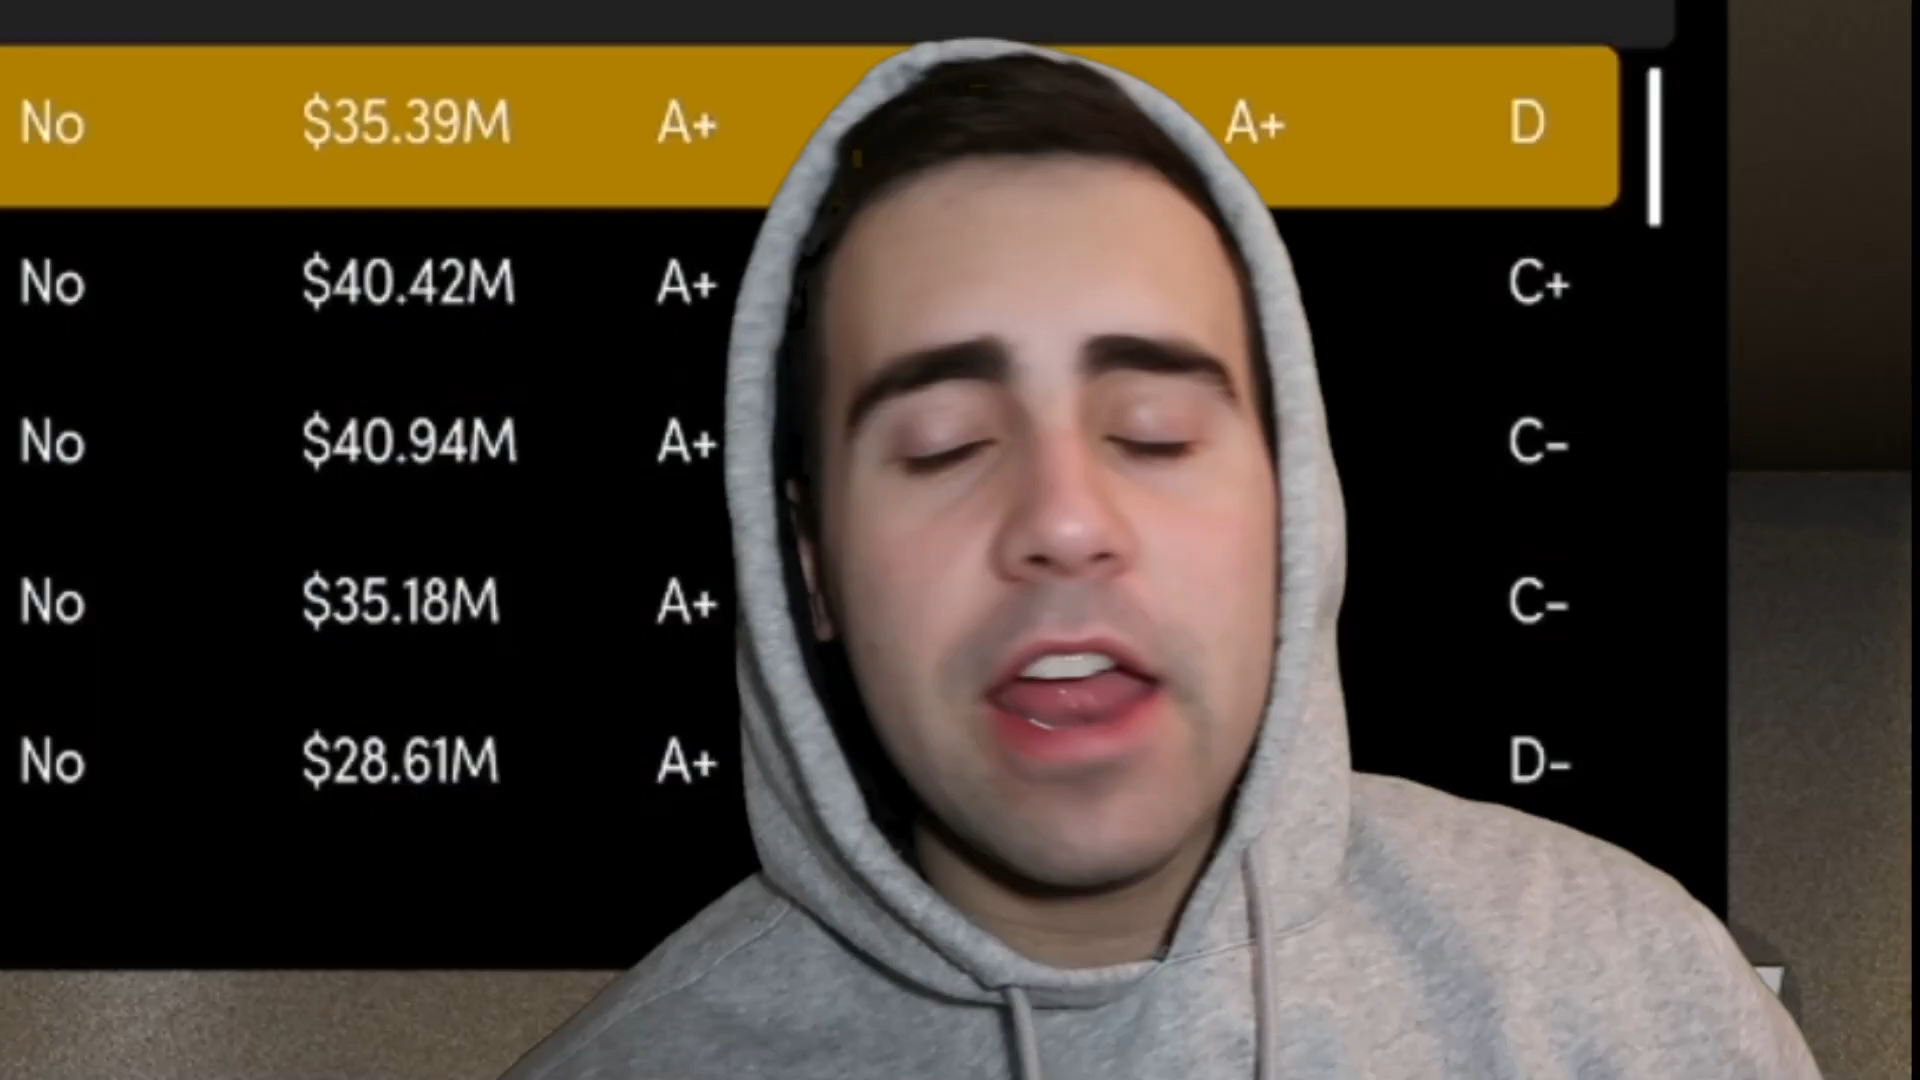 No $35.39M A+ A+ D
No $40.42M A+ C+
No $40.94M A+ C-
No $35.18M A+ C-
No $28.61M A+ D-